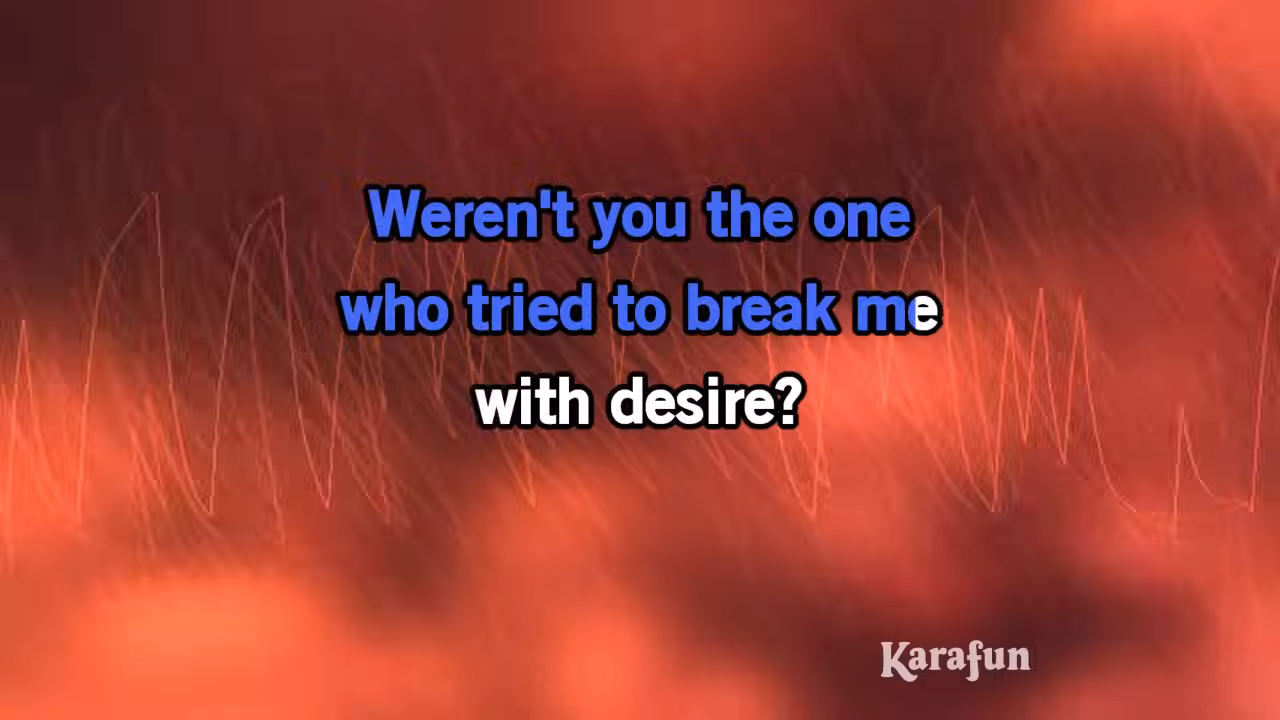 Weren't you the one
who tried to break me
with desire?
Karafun